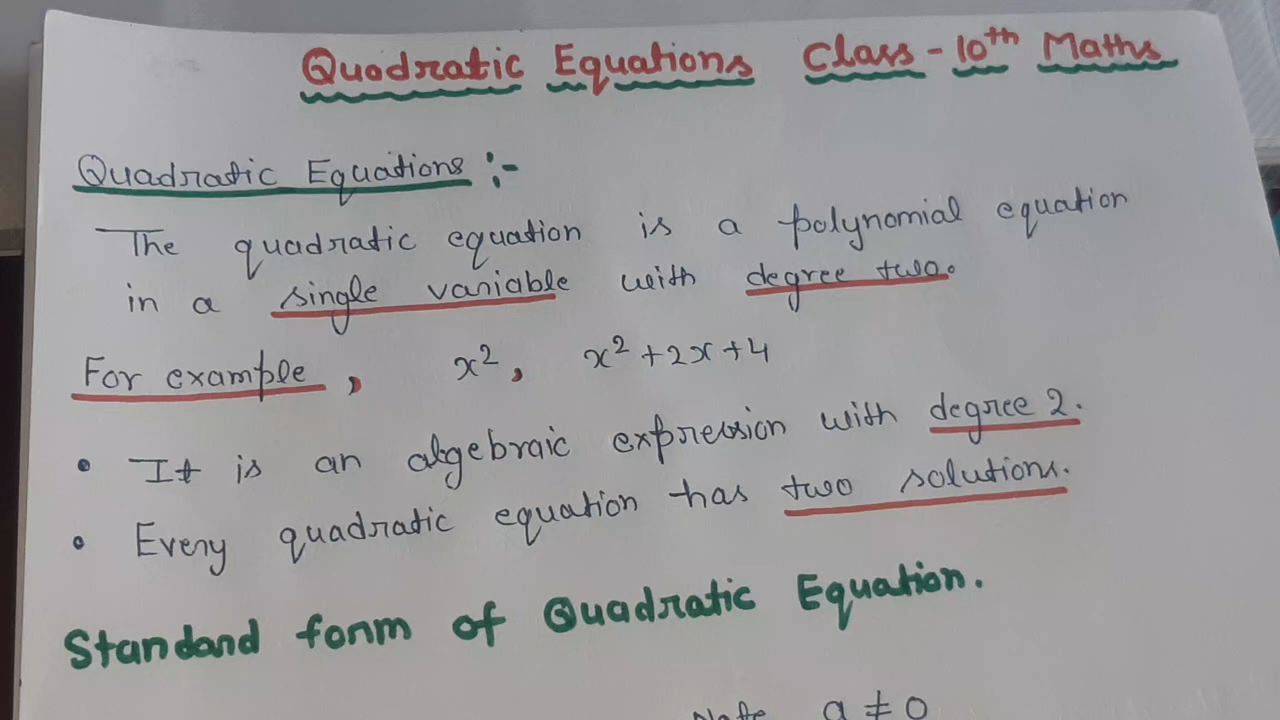 Quadratic Equations Class - 10th Maths
Quadratic Equations :-
The quadratic equation is a polynomial equation
in a single variable with degree two.
For example, x², x² + 2x + 4
• It is an algebraic expression with degree 2.
• Every quadratic equation has two solutions.
Standard form of Quadratic Equation.
Note a ≠ 0